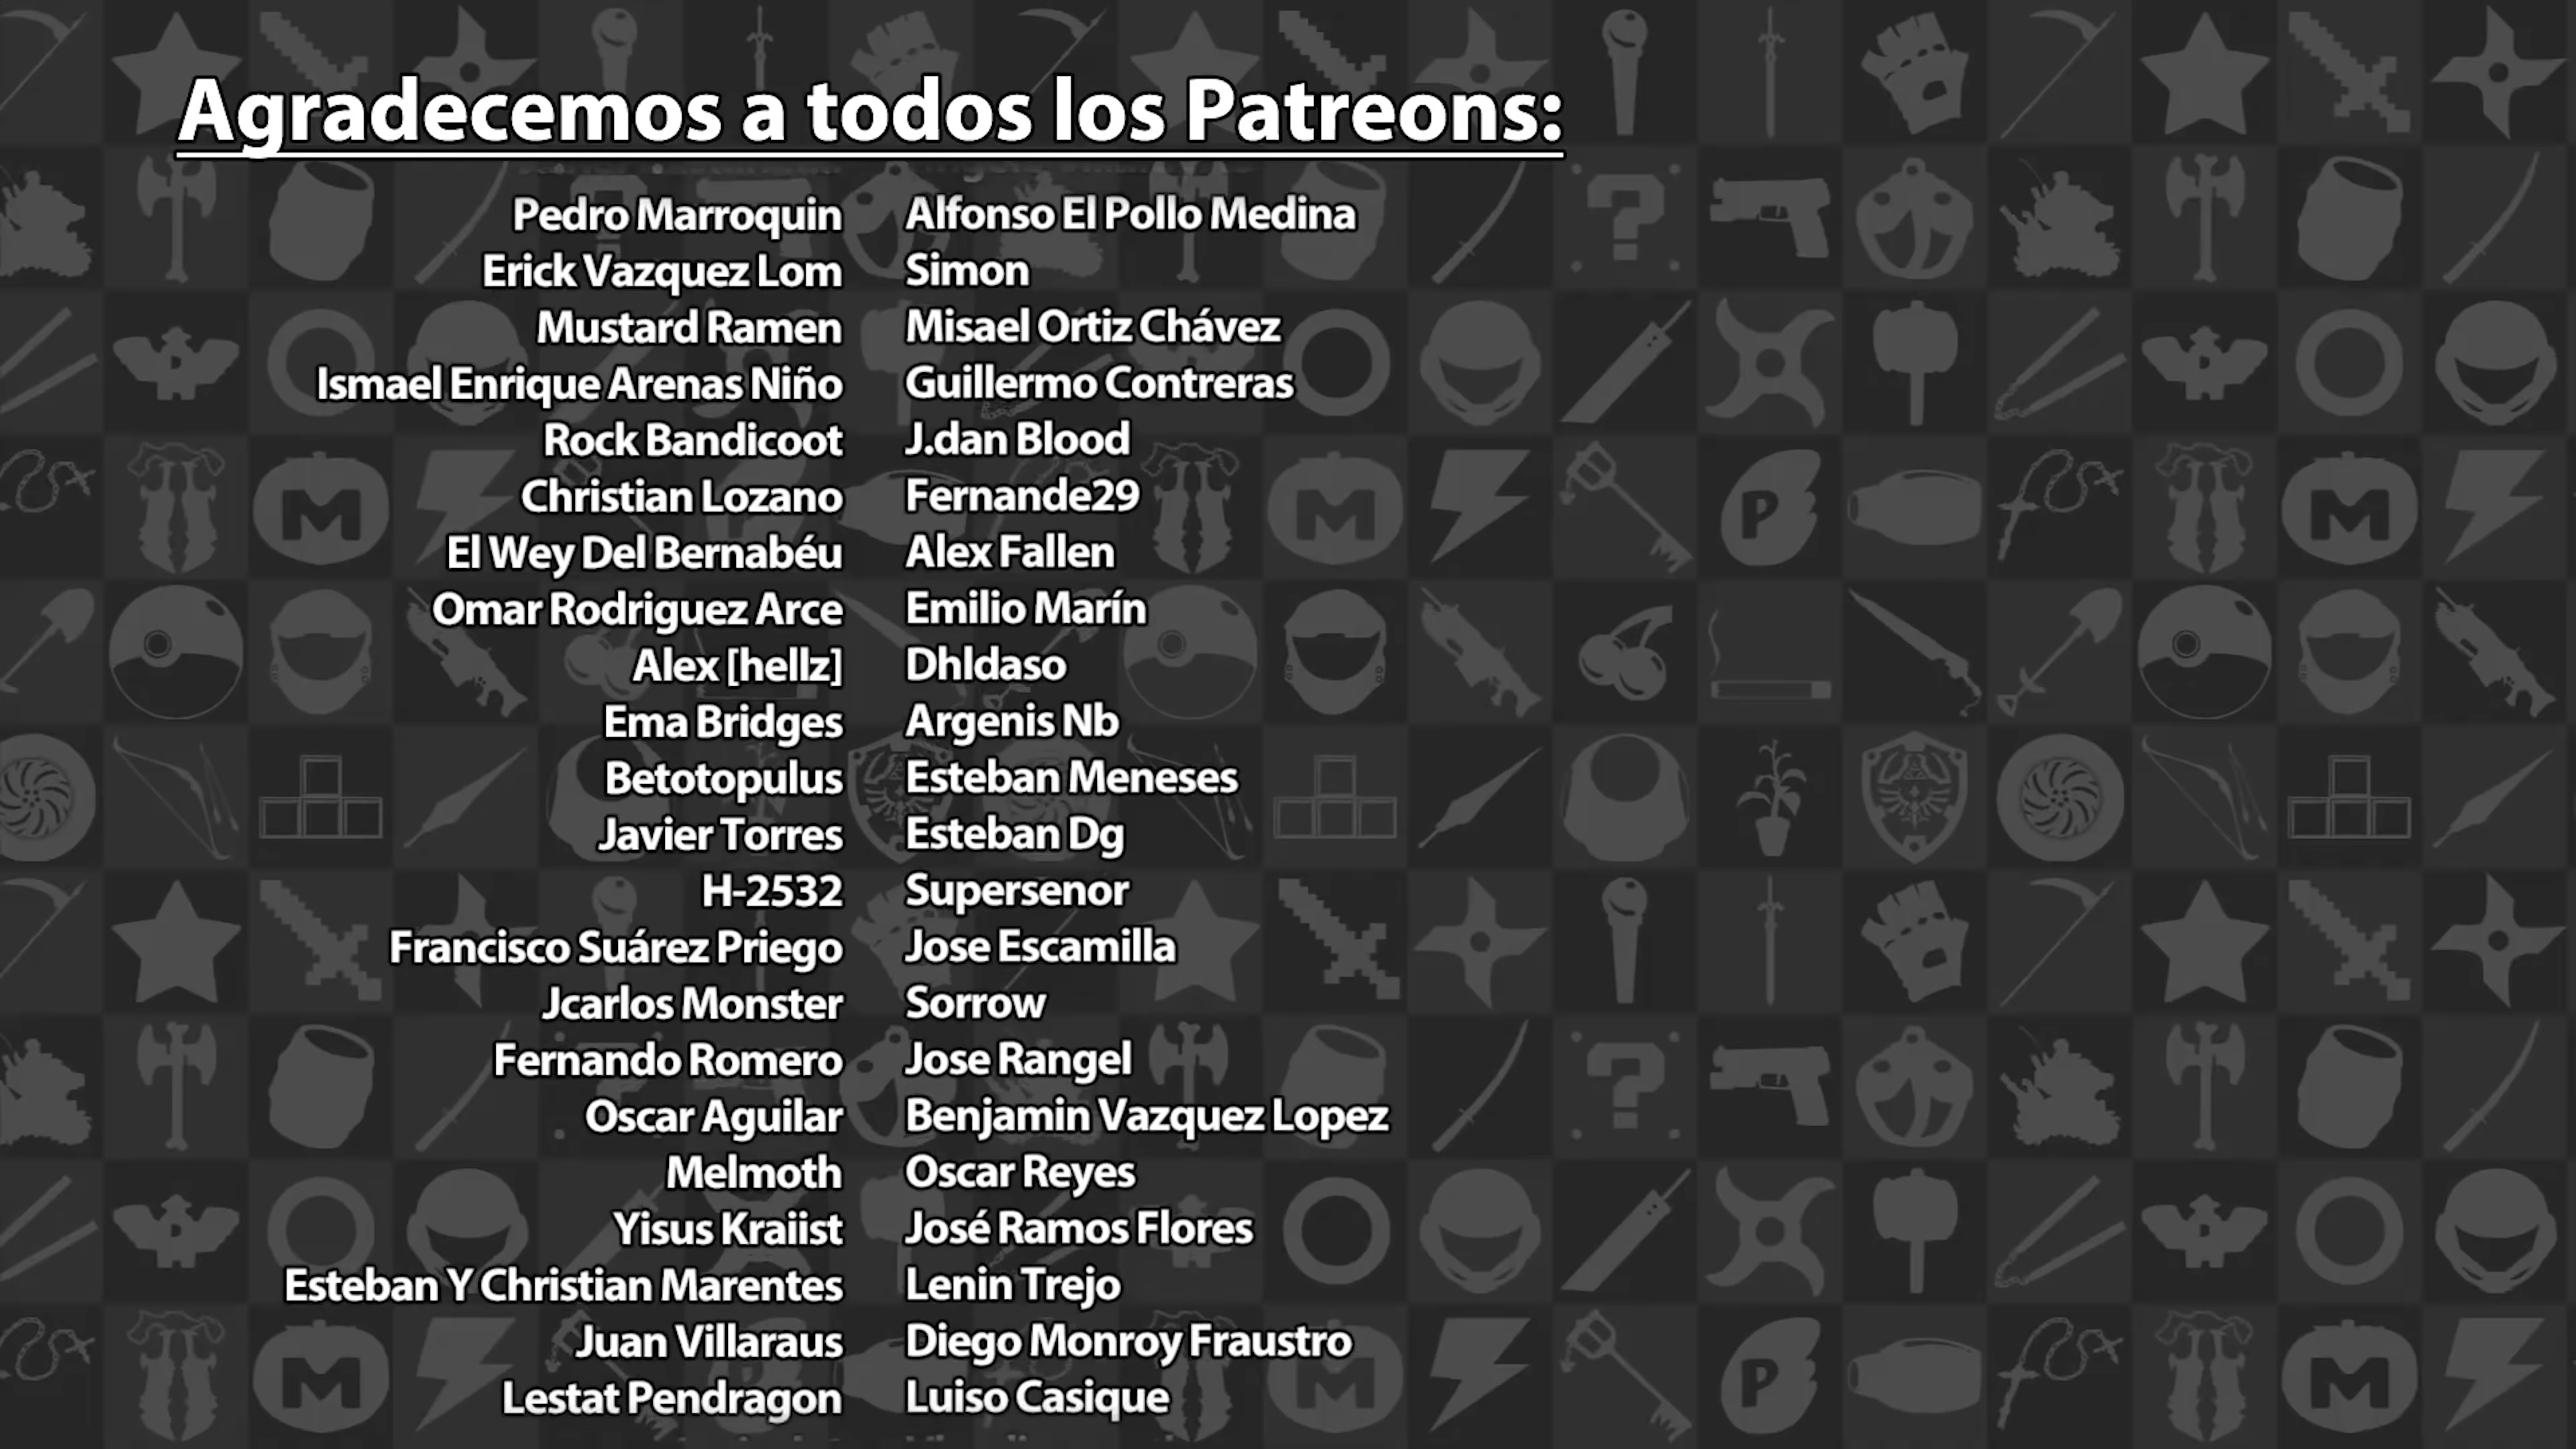 Agradecemos a todos los Patreons:
Pedro Marroquin Alfonso El Pollo Medina
Erick Vazquez Lom Simon
Mustard Ramen Misael Ortiz Chávez
Ismael Enrique Arenas Niño Guillermo Contreras
Rock Bandicoot J.dan Blood
Christian Lozano Fernande29
El Wey Del Bernabéu Alex Fallen
Omar Rodriguez Arce Emilio Marín
Alex [hellz] Dhldaso
Ema Bridges Argenis Nb
Betotopulus Esteban Meneses
Javier Torres Esteban Dg
H-2532 Supersenor
Francisco Suárez Priego Jose Escamilla
Jcarlos Monster Sorrow
Fernando Romero Jose Rangel
Oscar Aguilar Benjamin Vazquez Lopez
Melmoth Oscar Reyes
Yisus Kraiist José Ramos Flores
Esteban Y Christian Marentes Lenin Trejo
Juan Villaraus Diego Monroy Fraustro
Lestat Pendragon Luiso Casique